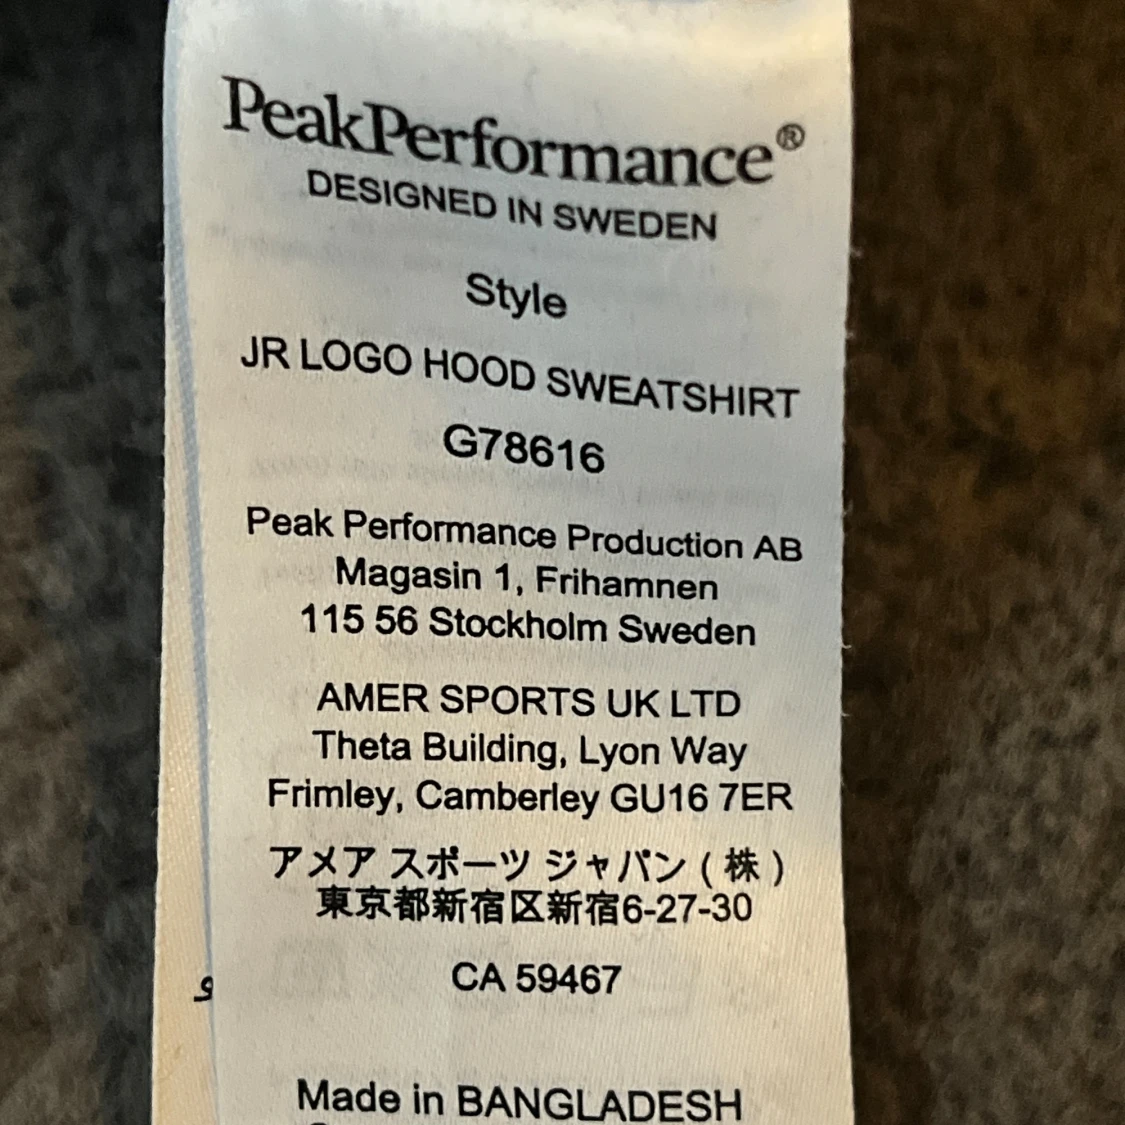 PeakPerformance®
DESIGNED IN SWEDEN
Style
JR LOGO HOOD SWEATSHIRT
G78616
Peak Performance Production AB
Magasin 1, Frihamnen
115 56 Stockholm Sweden
AMER SPORTS UK LTD
Theta Building, Lyon Way
Frimley, Camberley GU16 7ER
アメア スポーツ ジャパン ( 株 )
東京都新宿区新宿6-27-30
CA 59467
Made in BANGLADESH